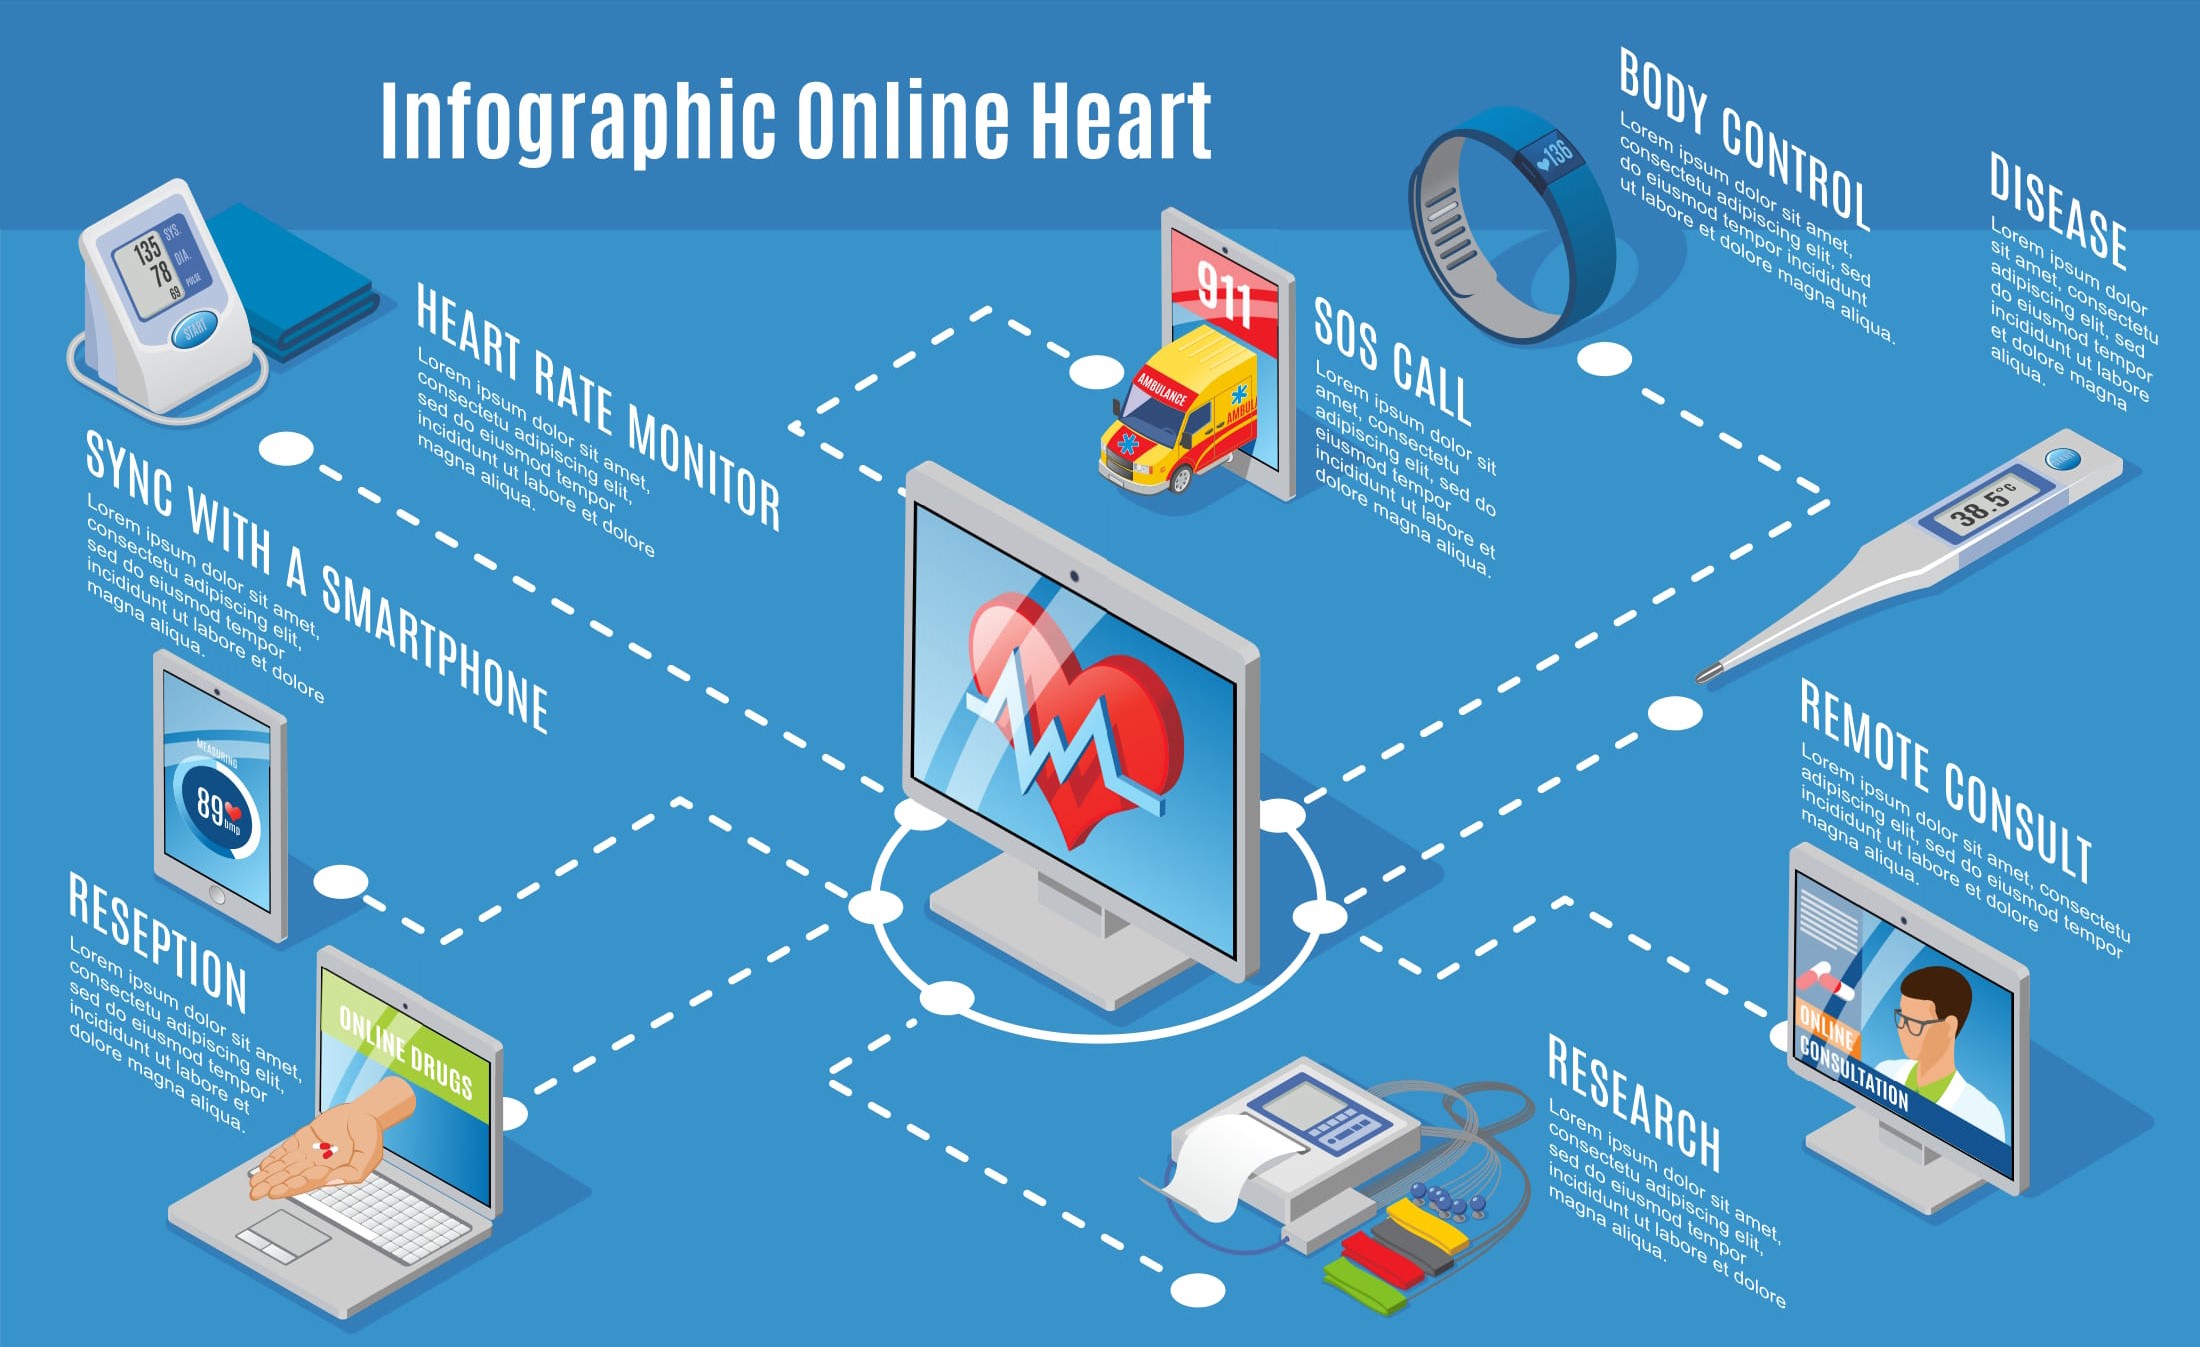 Infographic Online Heart
135
SYS.
78
DIA.
69
PULSE
START
HEART RATE MONITOR
Lorem ipsum dolor sit amet,
consectetu adipiscing elit,
sed do eiusmod tempor
incididunt ut labore et dolore
magna aliqua.
911
AMBULANCE
AMBUL
SOS CALL
Lorem ipsum dolor sit
amet, consectetu
adipiscing elit, sed do
eiusmod tempor
incididunt ut labore et
dolore magna aliqua.
136
BODY CONTROL
Lorem ipsum dolor sit amet,
consectetu adipiscing elit, sed
do eiusmod tempor incididunt
ut labore et dolore magna aliqua.
DISEASE
Lorem ipsum dolor
sit amet, consectetu
adipiscing elit, sed
do eiusmod tempor
incididunt ut labore
et dolore magna
aliqua.
38.5°C
SYNC WITH A SMARTPHONE
Lorem ipsum dolor sit amet,
consectetu adipiscing elit,
sed do eiusmod tempor
incididunt ut labore et dolore
magna aliqua.
MEASURING
89
bmp
REMOTE CONSULT
Lorem ipsum dolor sit amet, consectetu
adipiscing elit, sed do eiusmod tempor
incididunt ut labore et dolore
magna aliqua.
ONLINE
CONSULTATION
RESEPTION
Lorem ipsum dolor sit amet,
consectetu adipiscing elit,
sed do eiusmod tempor
incididunt ut labore et
dolore magna aliqua.
ONLINE DRUGS
RESEARCH
Lorem ipsum dolor sit amet,
consectetu adipiscing elit,
sed do eiusmod tempor
incididunt ut labore et dolore
magna aliqua.